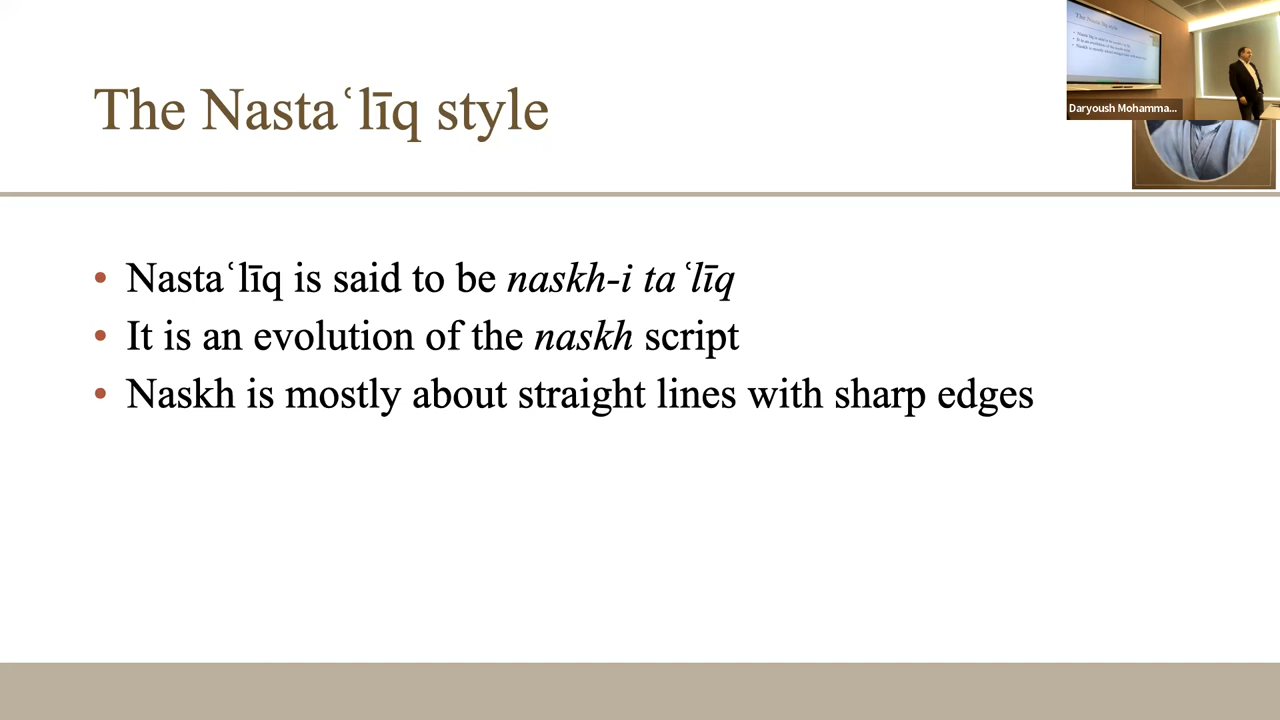 The Nastaʿlīq style
Daryoush Mohamma...
• Nastaʿlīq is said to be naskh-i taʿlīq
• It is an evolution of the naskh script
• Naskh is mostly about straight lines with sharp edges